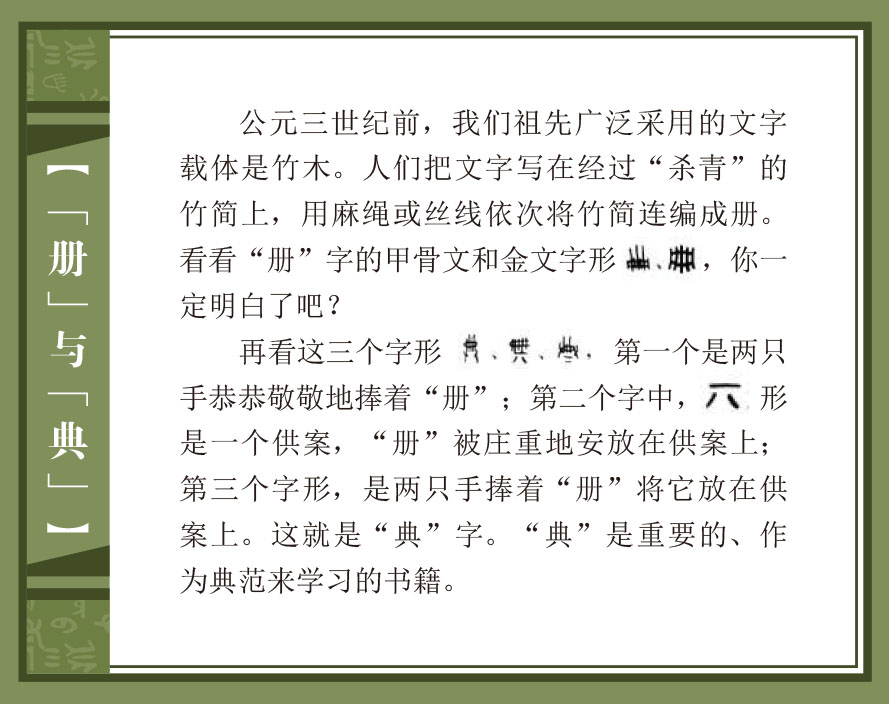 【「册」与「典」】
公元三世纪前，我们祖先广泛采用的文字
载体是竹木。人们把文字写在经过“杀青”的
竹简上，用麻绳或丝线依次将竹简连编成册。
看看“册”字的甲骨文和金文字形、，你一
定明白了吧？
再看这三个字形、、，第一个是两只
手恭恭敬敬地捧着“册”；第二个字中，形
是一个供案，“册”被庄重地安放在供案上；
第三个字形，是两只手捧着“册”将它放在供
案上。这就是“典”字。“典”是重要的、作
为典范来学习的书籍。